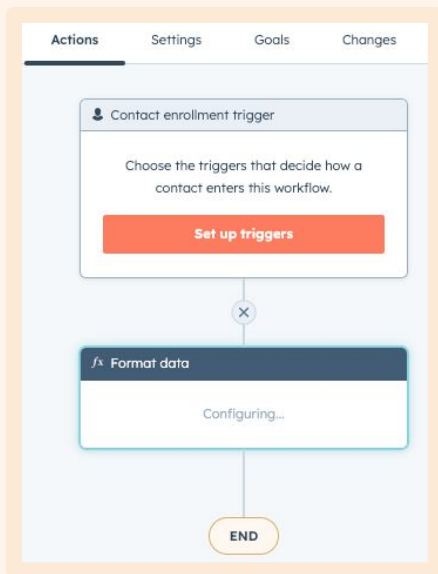 Actions Settings Goals Changes
Contact enrollment trigger
Choose the triggers that decide how a
contact enters this workflow.
Set up triggers
fx Format data
Configuring...
END